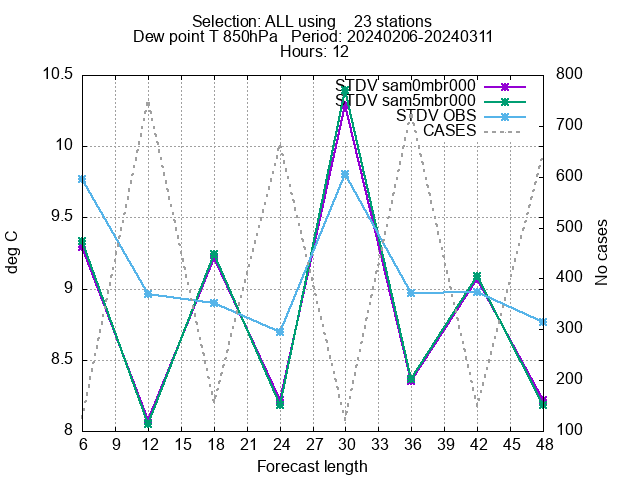 Selection: ALL using 23 stations
Dew point T 850hPa Period: 20240206-20240311
Hours: 12
STDV sam0mbr000
STDV sam5mbr000
STDV OBS
CASES
10.5
10
9.5
9
8.5
8
800
700
600
500
400
300
200
100
deg C
No cases
6 9 12 15 18 21 24 27 30 33 36 39 42 45 48
Forecast length